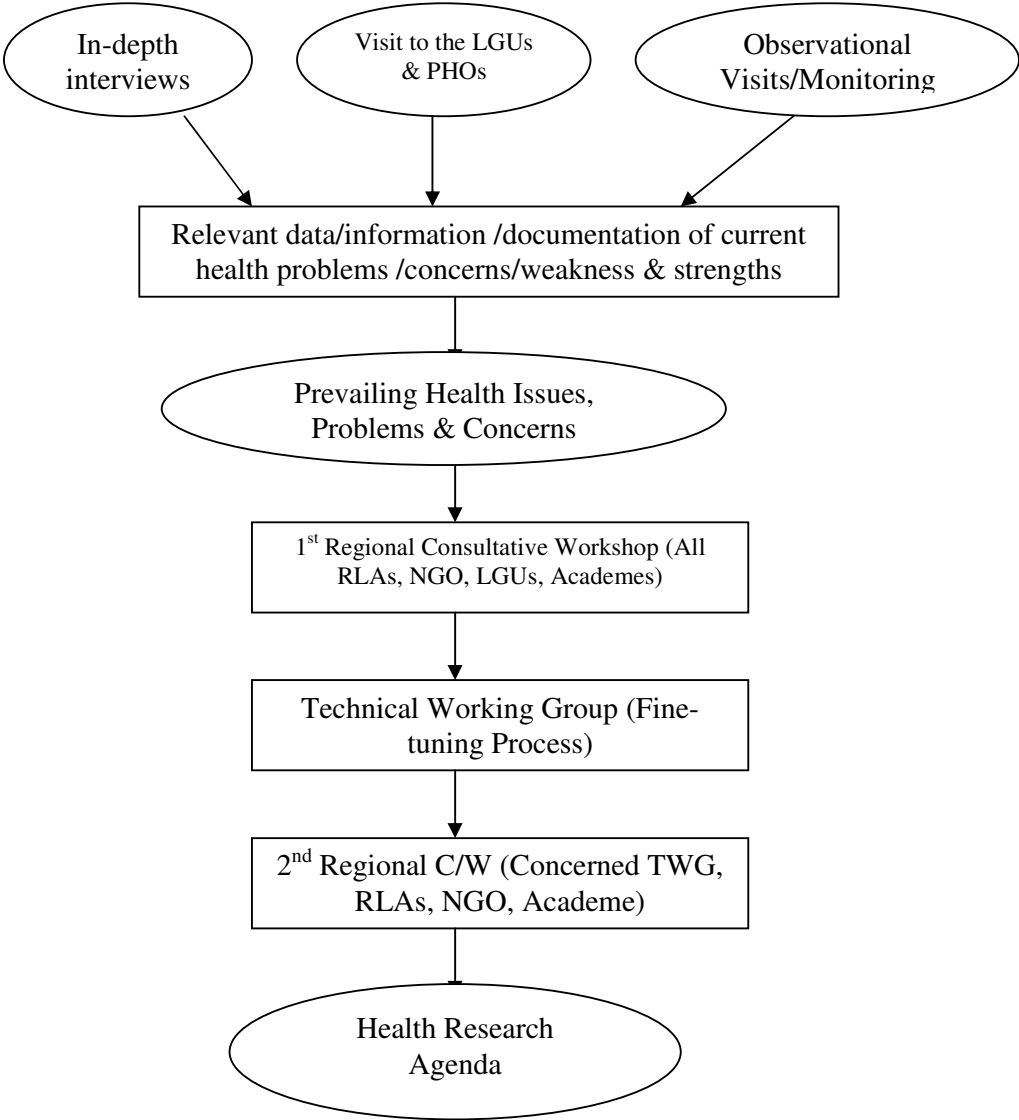 In-depth
interviews
Visit to the LGUs
& PHOs
Observational
Visits/Monitoring
Relevant data/information /documentation of current
health problems /concerns/weakness & strengths
Prevailing Health Issues,
Problems & Concerns
1st Regional Consultative Workshop (All
RLAs, NGO, LGUs, Academes)
Technical Working Group (Fine-
tuning Process)
2nd Regional C/W (Concerned TWG,
RLAs, NGO, Academe)
Health Research
Agenda